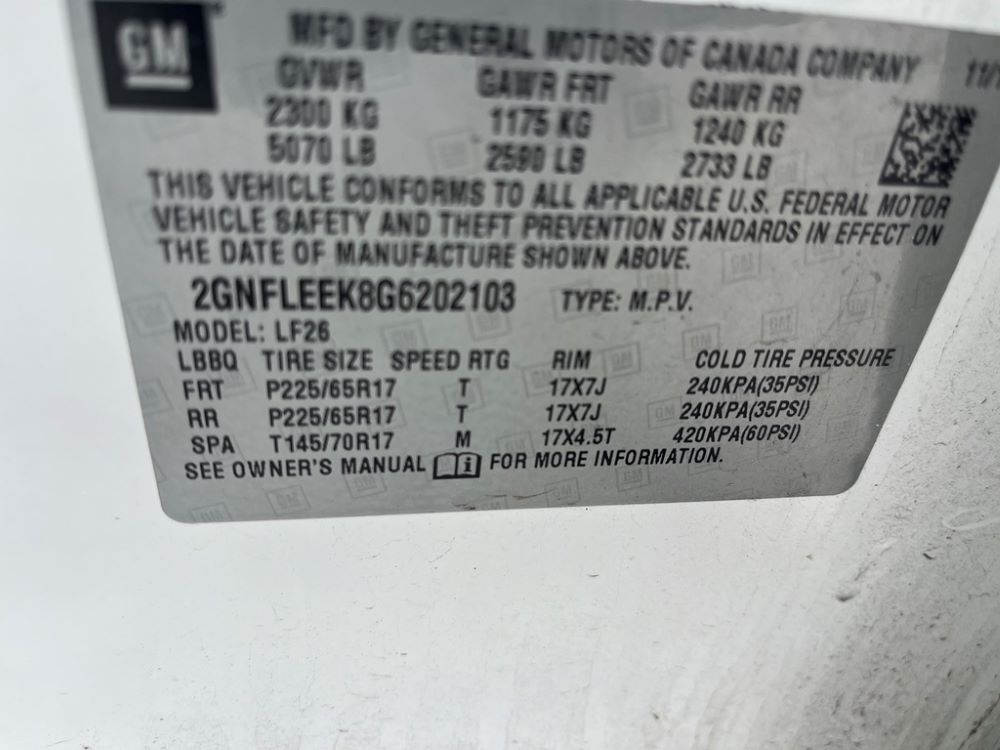 GM
MFD BY GENERAL MOTORS OF CANADA COMPANY 11/
GVWR GAWR FRT GAWR RR
2300 KG 1175 KG 1240 KG
5070 LB 2590 LB 2733 LB
THIS VEHICLE CONFORMS TO ALL APPLICABLE U.S. FEDERAL MOTOR
VEHICLE SAFETY AND THEFT PREVENTION STANDARDS IN EFFECT ON
THE DATE OF MANUFACTURE SHOWN ABOVE.
2GNFLEEK8G6202103 TYPE: M.P.V.
MODEL: LF26
LBBQ TIRE SIZE SPEED RTG RIM COLD TIRE PRESSURE
FRT P225/65R17 T 17X7J 240KPA(35PSI)
RR P225/65R17 T 17X7J 240KPA(35PSI)
SPA T145/70R17 M 17X4.5T 420KPA(60PSI)
SEE OWNER'S MANUAL FOR MORE INFORMATION.